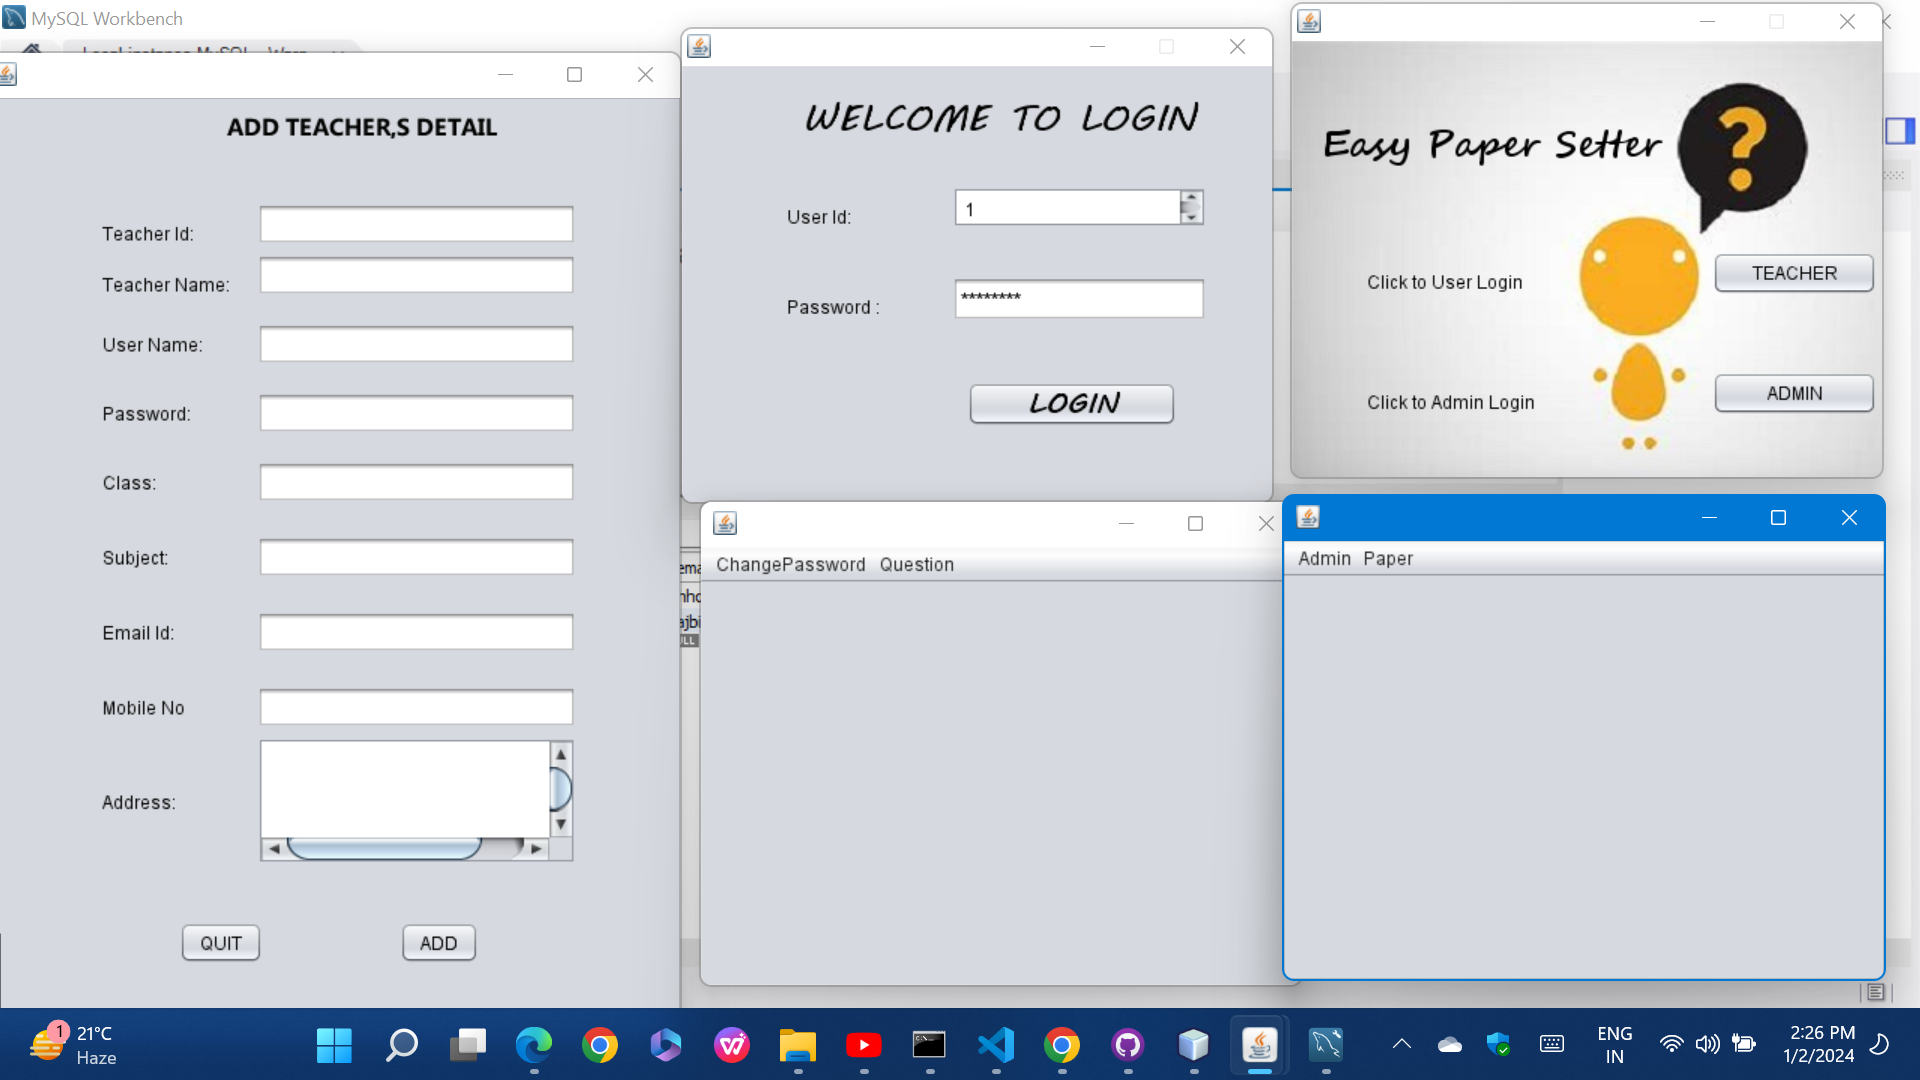 MySQL Workbench
ADD TEACHER,S DETAIL
Teacher Id:
Teacher Name:
User Name:
Password:
Class:
Subject:
Email Id:
Mobile No
Address:
QUIT
ADD
WELCOME TO LOGIN
User Id:
1
Password :
********
LOGIN
Easy Paper Setter
?
Click to User Login
TEACHER
Click to Admin Login
ADMIN
ChangePassword Question
Admin Paper
1
21°C
Haze
ENG
IN
2:26 PM
1/2/2024